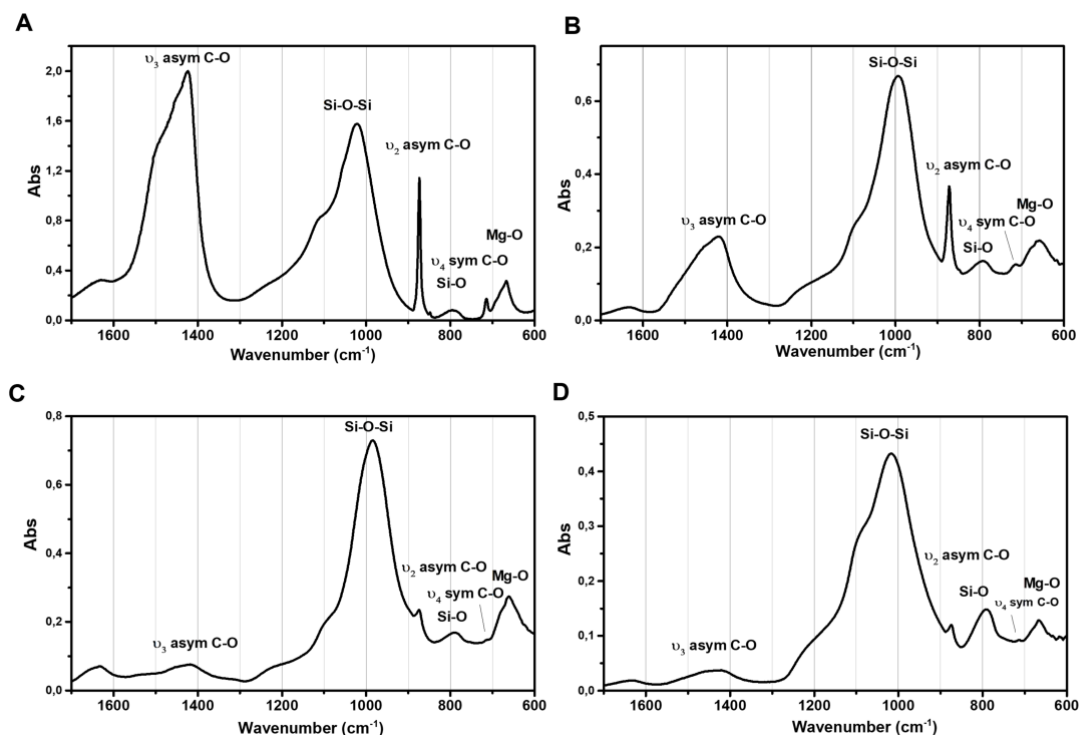 A
υ₃ asym C-O
Si-O-Si
υ₂ asym C-O
Mg-O
υ₄ sym C-O
Si-O
2,0
1,6
1,2
0,8
0,4
0,0
Abs
1600 1400 1200 1000 800 600
Wavenumber (cm⁻¹)
B
Si-O-Si
υ₂ asym C-O
Mg-O
υ₃ asym C-O
υ₄ sym C-O
Si-O
0,6
0,4
0,2
0,0
Abs
1600 1400 1200 1000 800 600
Wavenumber (cm⁻¹)
C
Si-O-Si
υ₂ asym C-O
Mg-O
υ₄ sym C-O
Si-O
υ₃ asym C-O
0,8
0,6
0,4
0,2
0,0
Abs
1600 1400 1200 1000 800 600
Wavenumber (cm⁻¹)
D
Si-O-Si
υ₂ asym C-O
Mg-O
Si-O
υ₄ sym C-O
υ₃ asym C-O
0,5
0,4
0,3
0,2
0,1
0,0
Abs
1600 1400 1200 1000 800 600
Wavenumber (cm⁻¹)